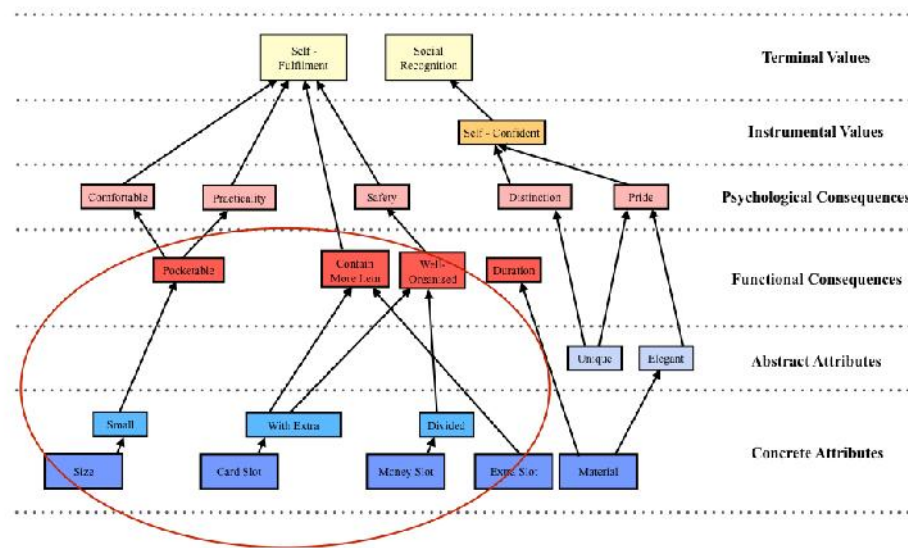 Self -
Fulfilment
Social
Recognition
Terminal Values
Self - Confident
Instrumental Values
Comfortable
Practicality
Safety
Distinction
Pride
Psychological Consequences
Pocketable
Contain
More Item
Well-
Organised
Duration
Functional Consequences
Unique
Elegant
Abstract Attributes
Small
With Extra
Divided
Concrete Attributes
Size
Card Slot
Money Slot
Extra Slot
Material